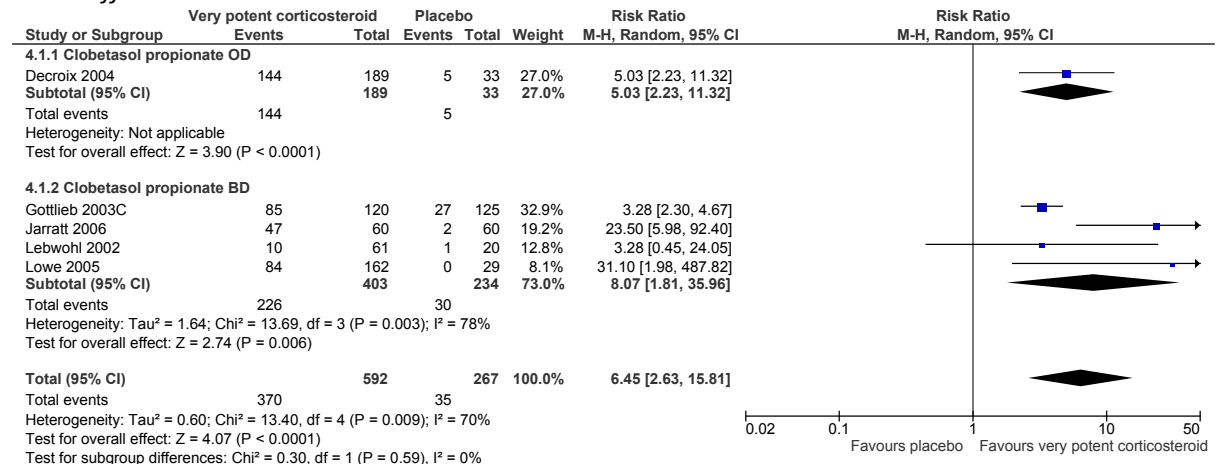 Very potent corticosteroid Placebo Risk Ratio Risk Ratio
Study or Subgroup Events Total Events Total Weight M-H, Random, 95% CI M-H, Random, 95% CI
4.1.1 Clobetasol propionate OD
Decroix 2004 144 189 5 33 27.0% 5.03 [2.23, 11.32]
Subtotal (95% CI) 189 33 27.0% 5.03 [2.23, 11.32]
Total events 144 5
Heterogeneity: Not applicable
Test for overall effect: Z = 3.90 (P < 0.0001)
4.1.2 Clobetasol propionate BD
Gottlieb 2003C 85 120 27 125 32.9% 3.28 [2.30, 4.67]
Jarratt 2006 47 60 2 60 19.2% 23.50 [5.98, 92.40]
Lebwohl 2002 10 61 1 20 12.8% 3.28 [0.45, 24.05]
Lowe 2005 84 162 0 29 8.1% 31.10 [1.98, 487.82]
Subtotal (95% CI) 403 234 73.0% 8.07 [1.81, 35.96]
Total events 226 30
Heterogeneity: Tau² = 1.64; Chi² = 13.69, df = 3 (P = 0.003); I² = 78%
Test for overall effect: Z = 2.74 (P = 0.006)
Total (95% CI) 592 267 100.0% 6.45 [2.63, 15.81]
Total events 370 35
Heterogeneity: Tau² = 0.60; Chi² = 13.40, df = 4 (P = 0.009); I² = 70%
Test for overall effect: Z = 4.07 (P < 0.0001)
Test for subgroup differences: Chi² = 0.30, df = 1 (P = 0.59), I² = 0%
0.02 0.1 1 10 50
Favours placebo Favours very potent corticosteroid